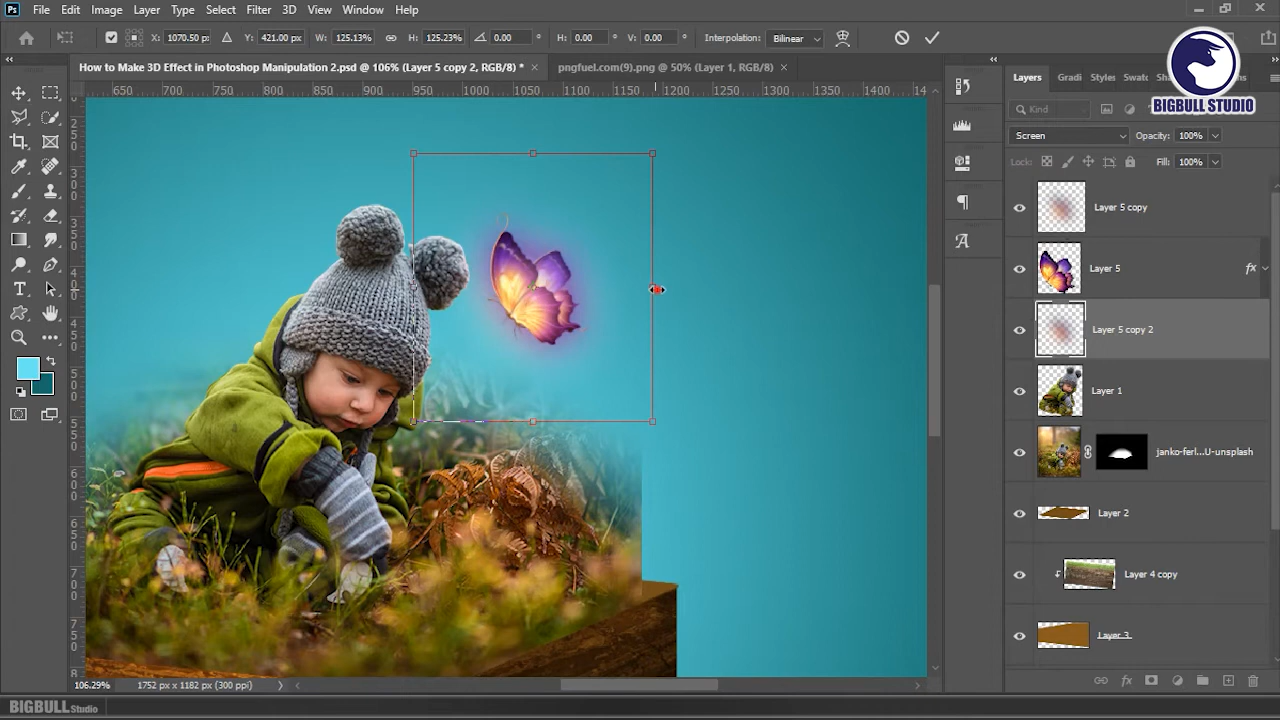 Ps File Edit Image Layer Type Select Filter 3D View Window Help
X: 1070.50 px Y: 421.00 px W: 125.13% H: 125.23% 0.00 ° H: 0.00 ° V: 0.00 ° Interpolation: Bilinear
How to Make 3D Effect in Photoshop Manipulation 2.psd @ 106% (Layer 5 copy 2, RGB/8) * ×
pngfuel.com(9).png @ 50% (Layer 1, RGB/8) ×
650 700 750 800 850 900 950 1000 1050 1100 1150 1200 1250 1300 1350 1400
BIGBULL STUDIO
Layers Gradi Styles Swatc
Kind
Screen Opacity: 100%
Lock: Fill: 100%
Layer 5 copy
Layer 5 fx
Layer 5 copy 2
Layer 1
janko-ferl...U-unsplash
Layer 2
Layer 4 copy
Layer 3
106.29% 1752 px x 1182 px (300 ppi)
BIGBULL Studio